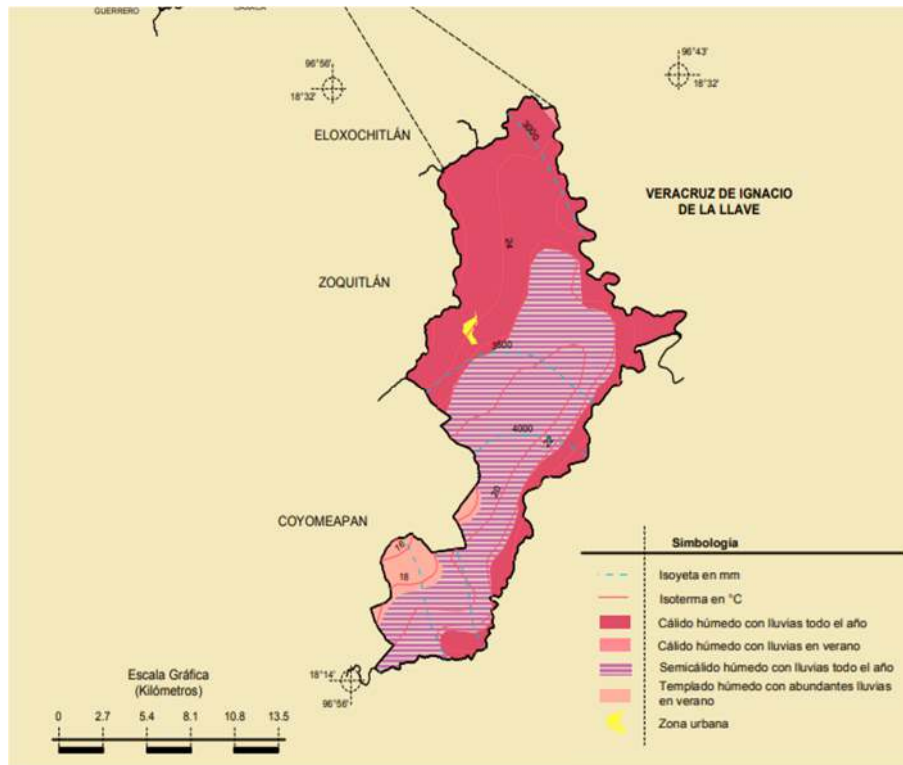 GUERRERO
OAXACA
96°56'
18°32'
96°43'
18°32'
3000
ELOXOCHITLÁN
VERACRUZ DE IGNACIO
DE LA LLAVE
24
ZOQUITLÁN
3500
4000
22
20
COYOMEAPAN
16
18
18°14'
96°56'
Escala Gráfica
(Kilómetros)
0 2.7 5.4 8.1 10.8 13.5
Simbología
Isoyeta en mm
Isoterma en °C
Cálido húmedo con lluvias todo el año
Cálido húmedo con lluvias en verano
Semicálido húmedo con lluvias todo el año
Templado húmedo con abundantes lluvias
en verano
Zona urbana